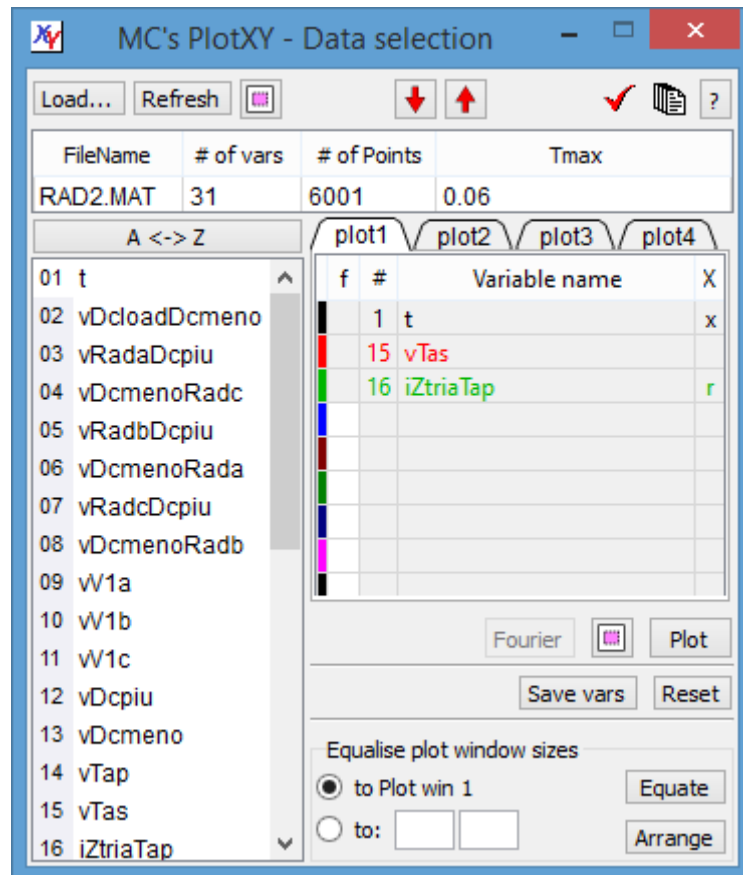 MC's PlotXY - Data selection
Load... Refresh ?
FileName # of vars # of Points Tmax
RAD2.MAT 31 6001 0.06
A <-> Z
plot1 plot2 plot3 plot4
01 t
02 vDcloadDcmeno
03 vRadaDcpiu
04 vDcmenoRadc
05 vRadbDcpiu
06 vDcmenoRada
07 vRadcDcpiu
08 vDcmenoRadb
09 vV1a
10 vV1b
11 vV1c
12 vDcpiu
13 vDcmeno
14 vTap
15 vTas
16 iZtriaTap
f # Variable name X
1 t x
15 vTas
16 iZtriaTap r
Fourier Plot
Save vars Reset
Equalise plot window sizes
to Plot win 1 Equate
to: Arrange